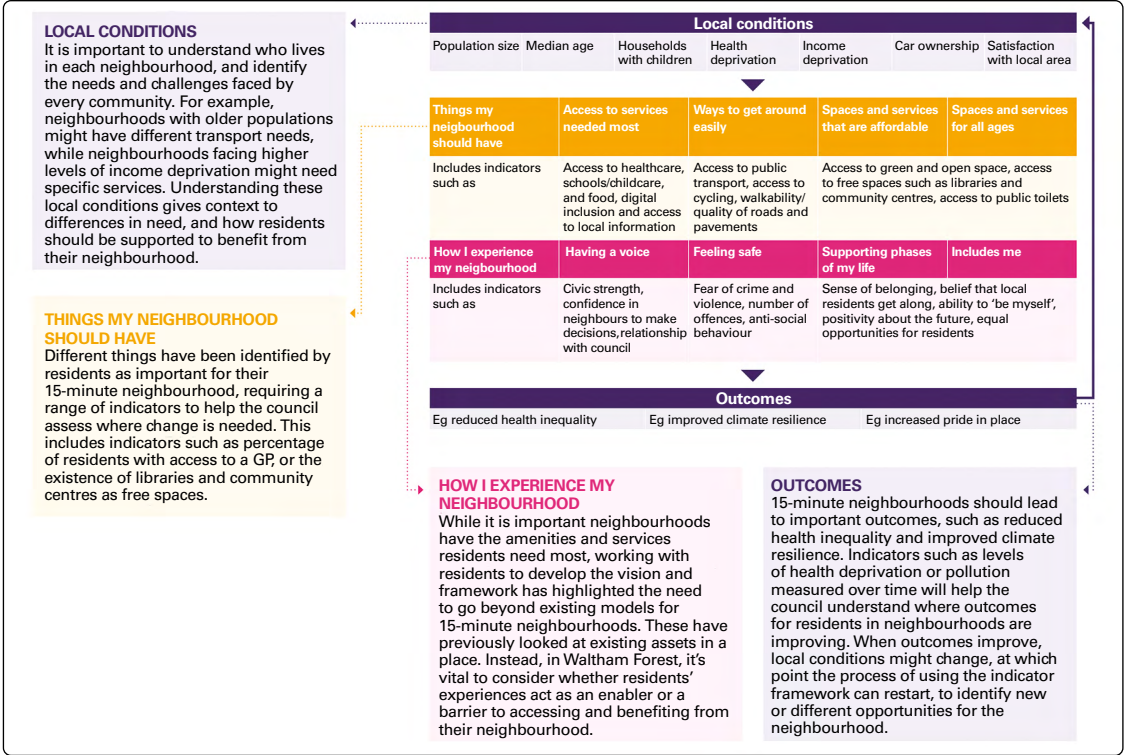 LOCAL CONDITIONS
It is important to understand who lives
in each neighbourhood, and identify
the needs and challenges faced by
every community. For example,
neighbourhoods with older populations
might have different transport needs,
while neighbourhoods facing higher
levels of income deprivation might need
specific services. Understanding these
local conditions gives context to
differences in need, and how residents
should be supported to benefit from
their neighbourhood.
THINGS MY NEIGHBOURHOOD
SHOULD HAVE
Different things have been identified by
residents as important for their
15-minute neighbourhood, requiring a
range of indicators to help the council
assess where change is needed. This
includes indicators such as percentage
of residents with access to a GP, or the
existence of libraries and community
centres as free spaces.
Local conditions
Population size
Median age
Households
with children
Health
deprivation
Income
deprivation
Car ownership
Satisfaction
with local area
Things my
neigbourhood
should have
Access to services
needed most
Ways to get around
easily
Spaces and services
that are affordable
Spaces and services
for all ages
Includes indicators
such as
Access to healthcare,
schools/childcare,
and food, digital
inclusion and access
to local information
Access to public
transport, access to
cycling, walkability/
quality of roads and
pavements
Access to green and open space, access
to free spaces such as libraries and
community centres, access to public toilets
How I experience
my neigbourhood
Having a voice
Feeling safe
Supporting phases
of my life
Includes me
Includes indicators
such as
Civic strength,
confidence in
neighbours to make
decisions, relationship
with council
Fear of crime and
violence, number of
offences, anti-social
behaviour
Sense of belonging, belief that local
residents get along, ability to ‘be myself’,
positivity about the future, equal
opportunities for residents
Outcomes
Eg reduced health inequality
Eg improved climate resilience
Eg increased pride in place
HOW I EXPERIENCE MY
NEIGHBOURHOOD
While it is important neighbourhoods
have the amenities and services
residents need most, working with
residents to develop the vision and
framework has highlighted the need
to go beyond existing models for
15-minute neighbourhoods. These have
previously looked at existing assets in a
place. Instead, in Waltham Forest, it’s
vital to consider whether residents’
experiences act as an enabler or a
barrier to accessing and benefiting from
their neighbourhood.
OUTCOMES
15-minute neighbourhoods should lead
to important outcomes, such as reduced
health inequality and improved climate
resilience. Indicators such as levels
of health deprivation or pollution
measured over time will help the
council understand where outcomes
for residents in neighbourhoods are
improving. When outcomes improve,
local conditions might change, at which
point the process of using the indicator
framework can restart, to identify new
or different opportunities for the
neighbourhood.